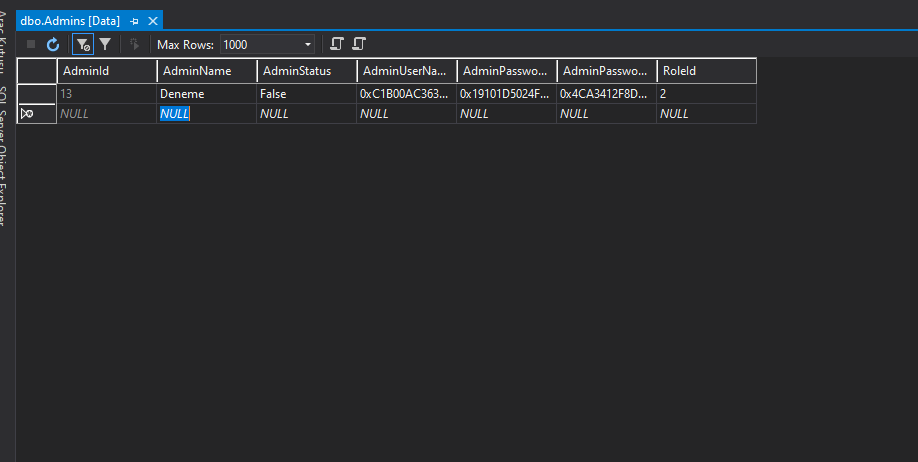 dbo.Admins [Data]
Max Rows: 1000
AdminId AdminName AdminStatus AdminUserNa... AdminPasswo... AdminPasswo... RoleId
13 Deneme False 0xC1B00AC363... 0x19101D5024F... 0x4CA3412F8D... 2
NULL NULL NULL NULL NULL NULL NULL
Araç Kutusu
SQL Server Object Explorer